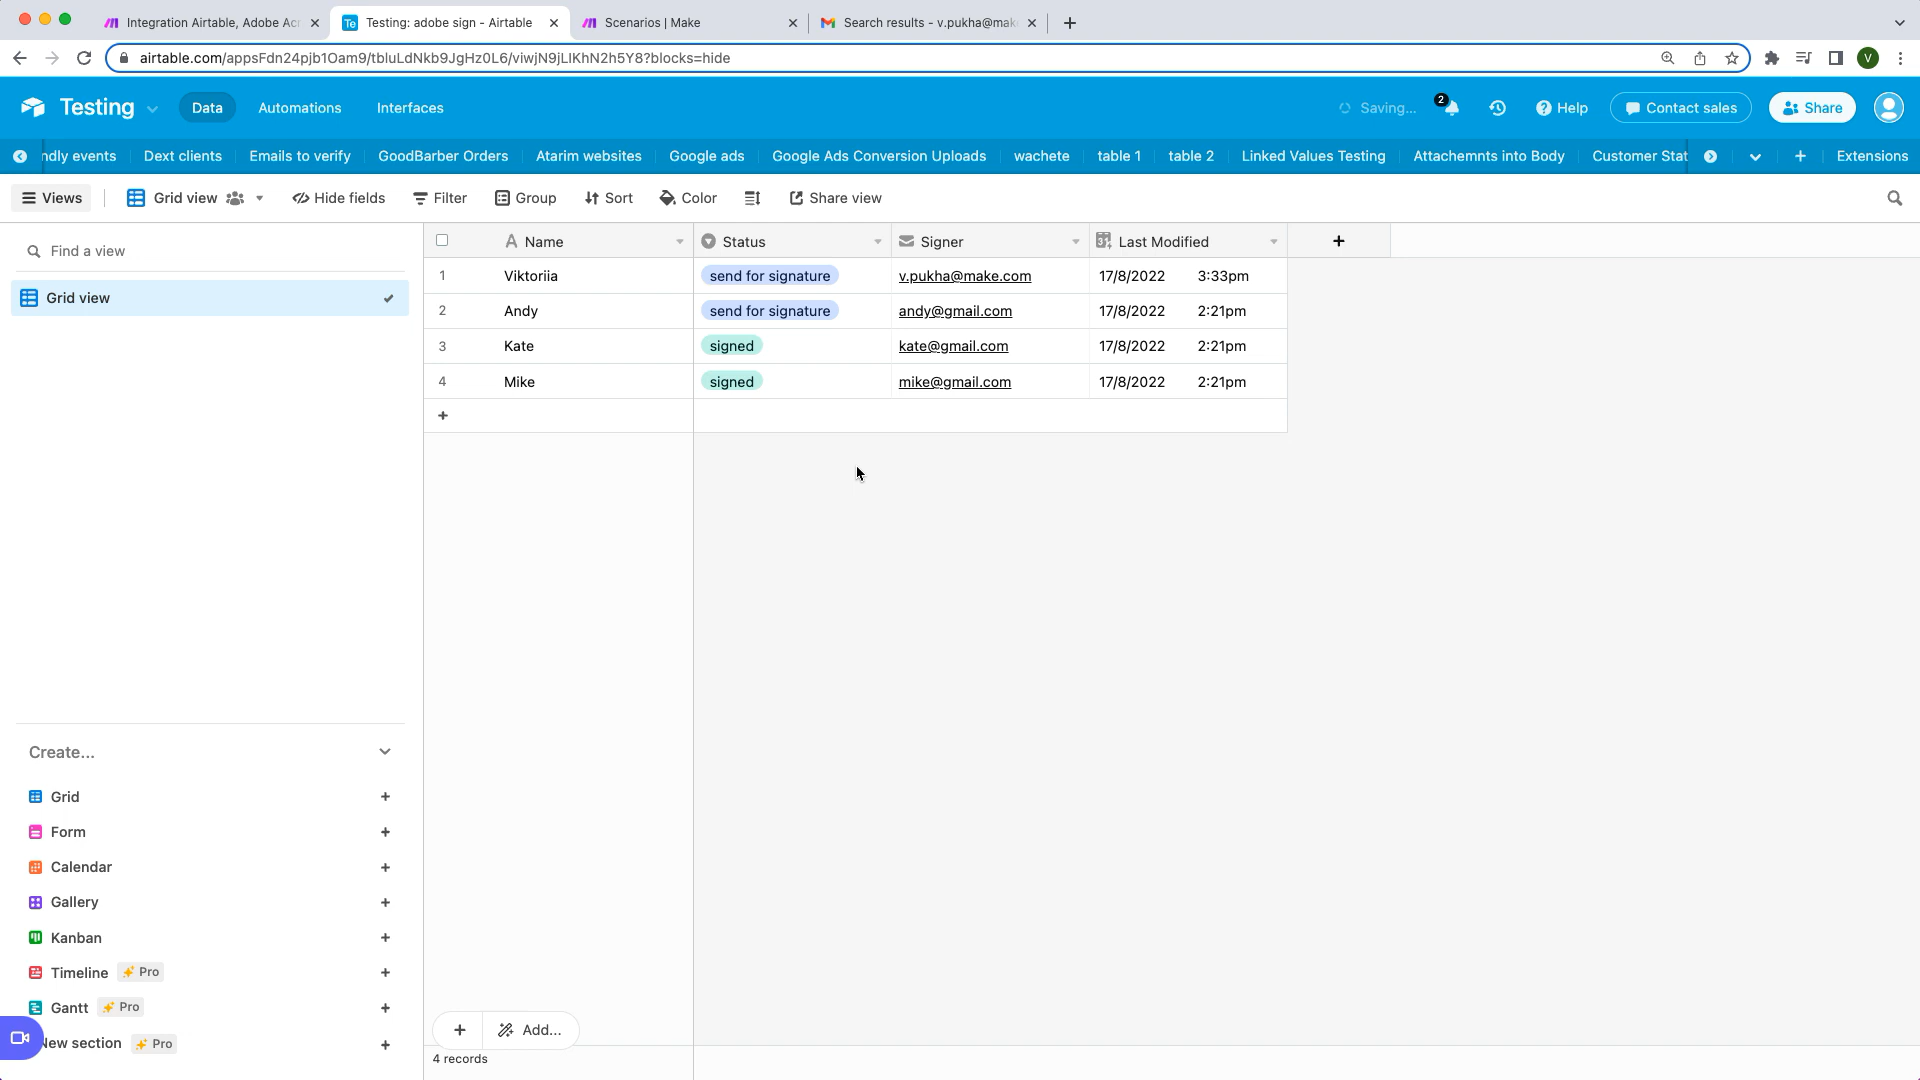 Integration Airtable, Adobe Acr
Testing: adobe sign - Airtable
Scenarios | Make
Search results - v.pukha@mak
airtable.com/appsFdn24pjb1Oam9/tbluLdNkb9JgHz0L6/viwjN9jLIKhN2h5Y8?blocks=hide
V
Testing
Data
Automations
Interfaces
Saving...
2
Help
Contact sales
Share
ndly events
Dext clients
Emails to verify
GoodBarber Orders
Atarim websites
Google ads
Google Ads Conversion Uploads
wachete
table 1
table 2
Linked Values Testing
Attachemnts into Body
Customer Stat
Extensions
Views
Grid view
Hide fields
Filter
Group
Sort
Color
Share view
Find a view
Grid view
Name Status Signer Last Modified
1 Viktoriia send for signature v.pukha@make.com 17/8/2022 3:33pm
2 Andy send for signature andy@gmail.com 17/8/2022 2:21pm
3 Kate signed kate@gmail.com 17/8/2022 2:21pm
4 Mike signed mike@gmail.com 17/8/2022 2:21pm
Create...
Grid
Form
Calendar
Gallery
Kanban
Timeline Pro
Gantt Pro
New section Pro
Add...
4 records